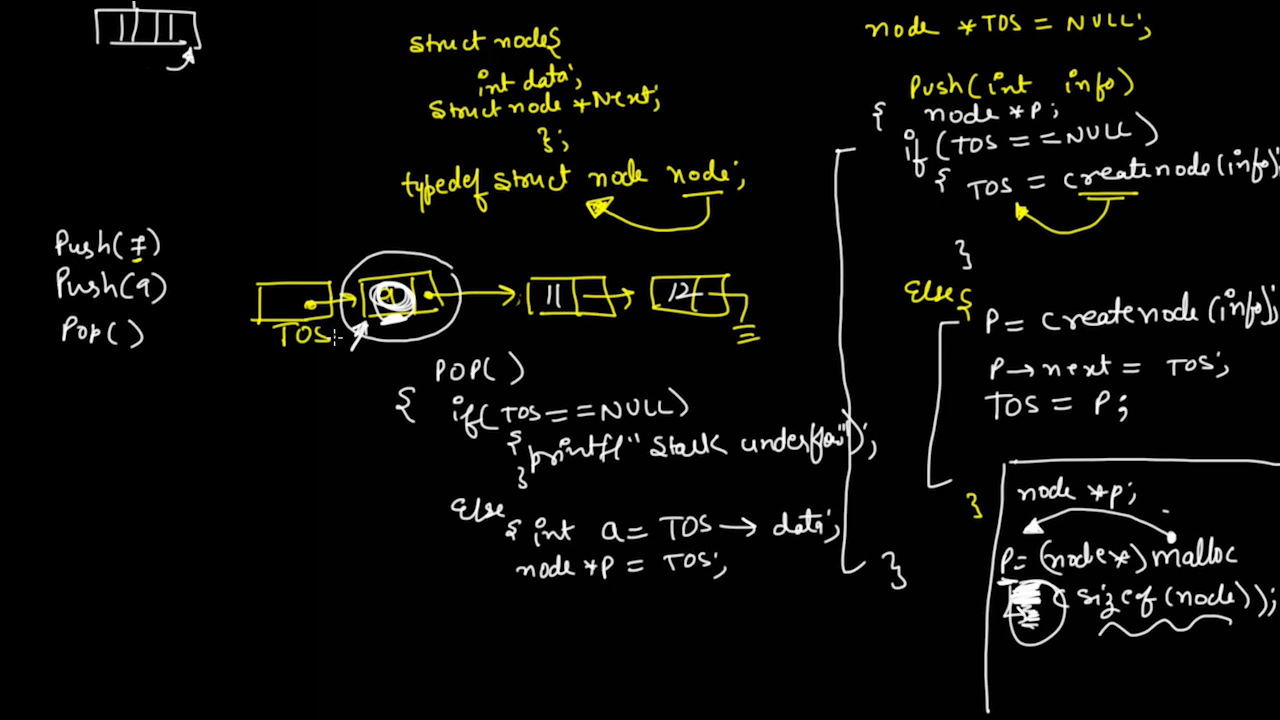 struct node{
int data;
struct node *Next;
};
typedef struct node node;
Push(7)
Push(9)
Pop()
TOS
9
11
12
POP()
{ if(TOS==NULL)
{
printf("Stack underflow");
}
Else
{ int a= TOS→data;
node *P = TOS;
node *TOS = NULL;
Push(int info)
{ node *P;
if(TOS==NULL)
{ TOS = createnode(info);
}
Else{
P= createnode(info);
P→next = TOS;
TOS = P;
}
}
node *p;
P= (node*)malloc
(sizeof(node));